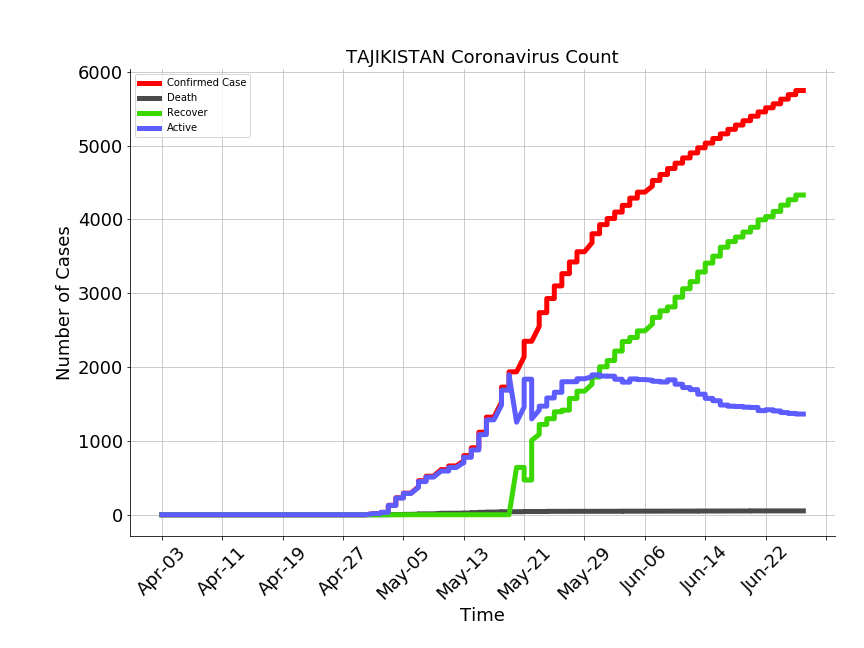 TAJIKISTAN Coronavirus Count
Confirmed Case
Death
Recover
Active
Number of Cases
6000
5000
4000
3000
2000
1000
0
Apr-03
Apr-11
Apr-19
Apr-27
May-05
May-13
May-21
May-29
Jun-06
Jun-14
Jun-22
Time